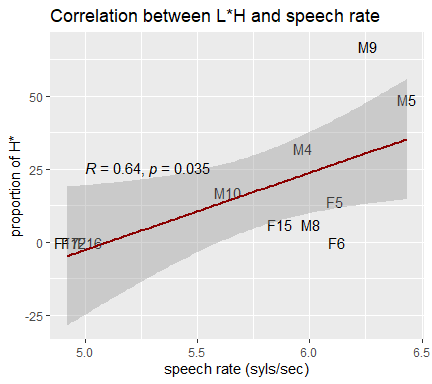 Correlation between L*H and speech rate
M9
50
M5
M4
R = 0.64, p = 0.035
25
M10
F5
F15 M8
0
F6
-25
5.0 5.5 6.0 6.5
speech rate (syls/sec)
proportion of H*